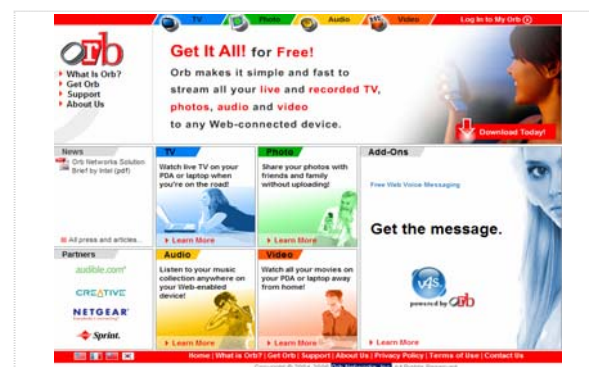 TV
Photo
Audio
Video
Log In to My Orb
orb
What Is Orb?
Get Orb
Support
About Us
Get It All! for Free!
Orb makes it simple and fast to
stream all your live and recorded TV,
photos, audio and video
to any Web-connected device.
Download Today!
News
Orb Networks Solution
Brief by Intel (pdf)
All press and articles..
TV
Watch live TV on your
PDA or laptop when
you're on the road!
Learn More
Photo
Share your photos with
friends and family
without uploading!
Learn More
Add-Ons
Free Web Voice Messaging
Get the message.
v4s
powered by Orb
Learn More
Partners
audible.com
CREATIVE
NETGEAR
Sprint.
Audio
Listen to your music
collection anywhere on
your Web-enabled
device!
Learn More
Video
Watch all your movies on
your PDA or laptop away
from home!
Learn More
Home | What is Orb? | Get Orb | Support | About Us | Privacy Policy | Terms of Use | Contact Us